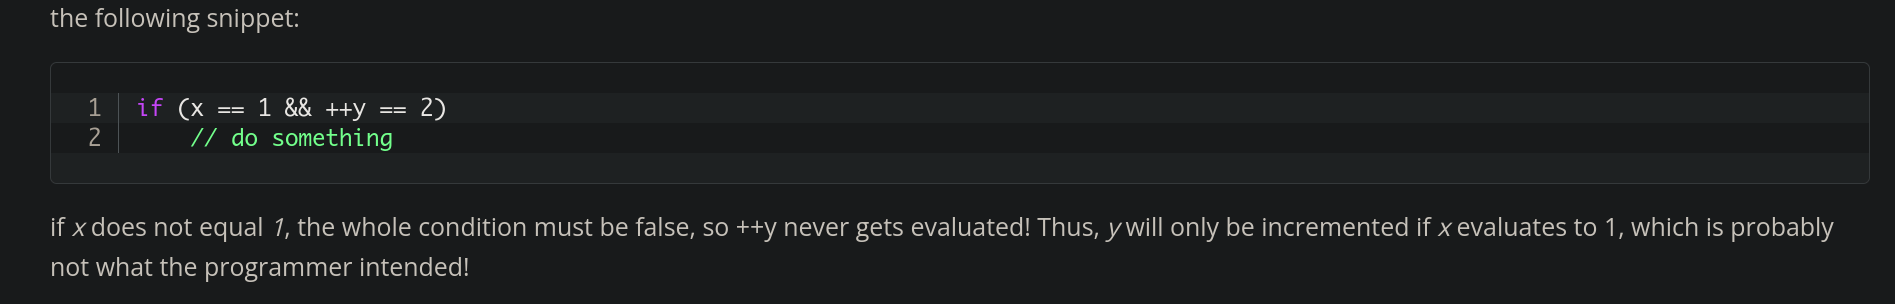 the following snippet:
1 if (x == 1 && ++y == 2)
2     // do something
if x does not equal 1, the whole condition must be false, so ++y never gets evaluated! Thus, y will only be incremented if x evaluates to 1, which is probably
not what the programmer intended!